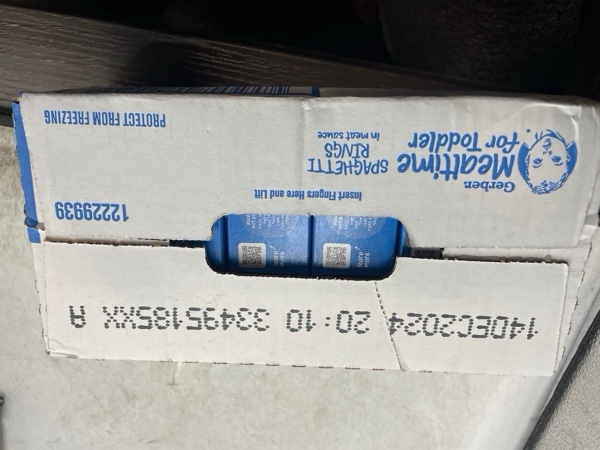 14DEC2024 20:10 33495185XX A
Insert Fingers Here and Lift
12229939
Gerber
Mealtime
for Toddler
SPAGHETTI
RINGS
in meat sauce
PROTECT FROM FREEZING